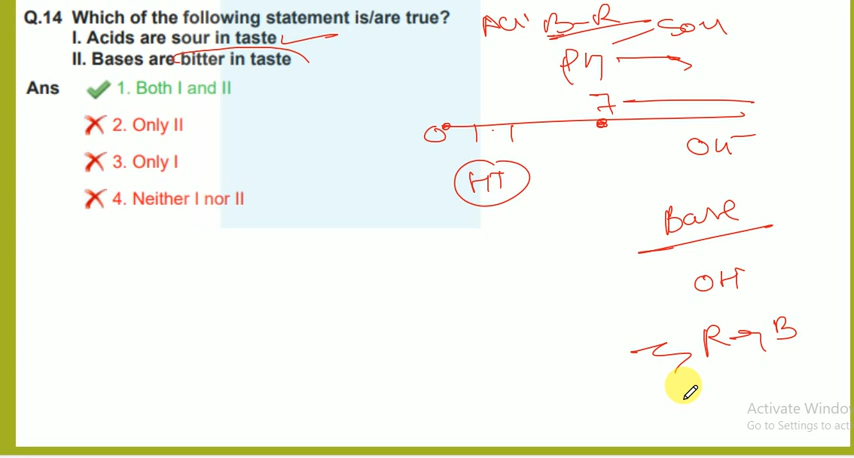 Q.14 Which of the following statement is/are true?
I. Acids are sour in taste
II. Bases are bitter in taste
Ans 1. Both I and II
2. Only II
3. Only I
4. Neither I nor II
B-R
PH
7
0
OH⁻
Base
OH
R→B
Activate Windo
Go to Settings to act